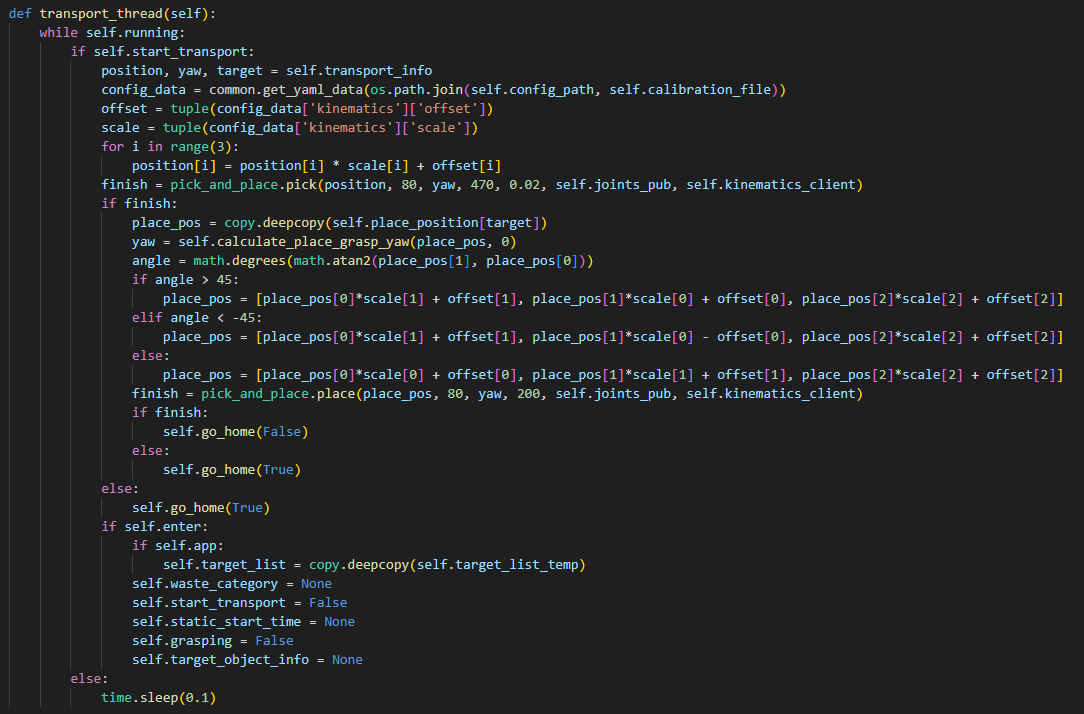 def transport_thread(self):
    while self.running:
        if self.start_transport:
            position, yaw, target = self.transport_info
            config_data = common.get_yaml_data(os.path.join(self.config_path, self.calibration_file))
            offset = tuple(config_data['kinematics']['offset'])
            scale = tuple(config_data['kinematics']['scale'])
            for i in range(3):
                position[i] = position[i] * scale[i] + offset[i]
            finish = pick_and_place.pick(position, 80, yaw, 470, 0.02, self.joints_pub, self.kinematics_client)
            if finish:
                place_pos = copy.deepcopy(self.place_position[target])
                yaw = self.calculate_place_grasp_yaw(place_pos, 0)
                angle = math.degrees(math.atan2(place_pos[1], place_pos[0]))
                if angle > 45:
                    place_pos = [place_pos[0]*scale[1] + offset[1], place_pos[1]*scale[0] + offset[0], place_pos[2]*scale[2] + offset[2]]
                elif angle < -45:
                    place_pos = [place_pos[0]*scale[1] + offset[1], place_pos[1]*scale[0] - offset[0], place_pos[2]*scale[2] + offset[2]]
                else:
                    place_pos = [place_pos[0]*scale[0] + offset[0], place_pos[1]*scale[1] + offset[1], place_pos[2]*scale[2] + offset[2]]
                finish = pick_and_place.place(place_pos, 80, yaw, 200, self.joints_pub, self.kinematics_client)
                if finish:
                    self.go_home(False)
                else:
                    self.go_home(True)
            else:
                self.go_home(True)
            if self.enter:
                if self.app:
                    self.target_list = copy.deepcopy(self.target_list_temp)
                self.waste_category = None
                self.start_transport = False
                self.static_start_time = None
                self.grasping = False
                self.target_object_info = None
        else:
            time.sleep(0.1)